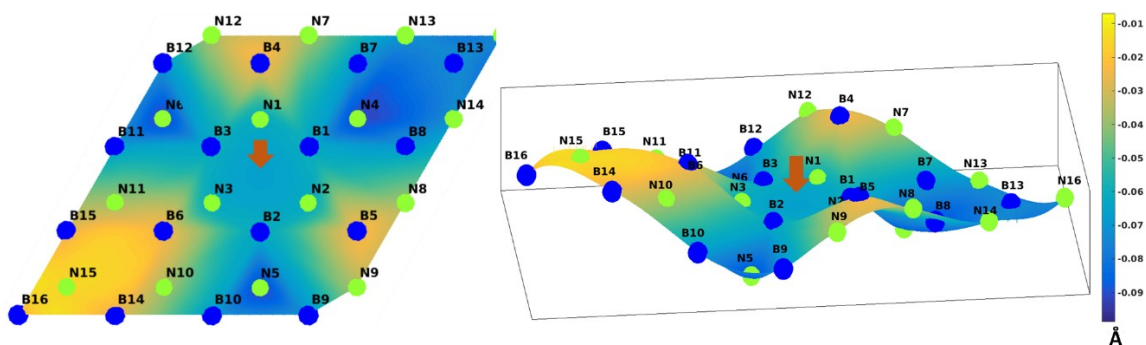 N12 N7 N13
B12 B4 B7 B13
N6 N1 N4 N14
B11 B3 B1 B8
N11 N3 N2 N8
B15 B6 B2 B5
N15 N10 N5 N9
B16 B14 B10 B9
N12 B4 N7
N15 B15 N11 B12
B16 B11 B6 B3 N1 B7 N13
B14 N10 N6 N3 B1 B5 N8 B13 N16
B2 B8 N14
B10 N9
N5 B9
-0.01
-0.02
-0.03
-0.04
-0.05
-0.06
-0.07
-0.08
-0.09
Å